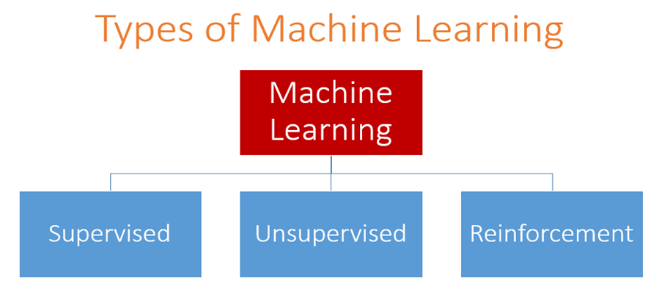 Types of Machine Learning
Machine
Learning
Supervised
Unsupervised
Reinforcement